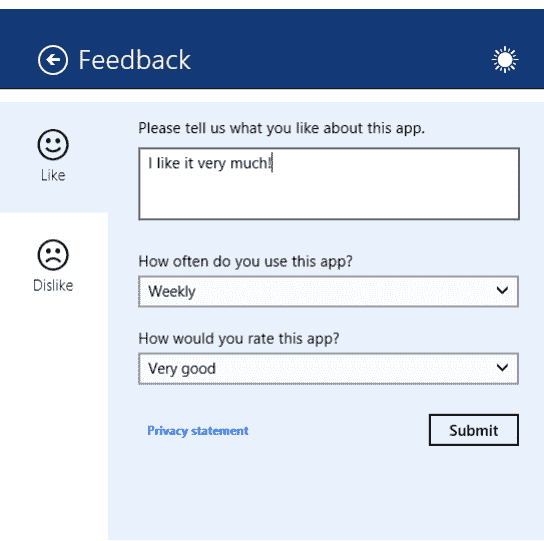 Feedback
Like
Dislike
Please tell us what you like about this app.
I like it very much!
How often do you use this app?
Weekly
How would you rate this app?
Very good
Privacy statement
Submit